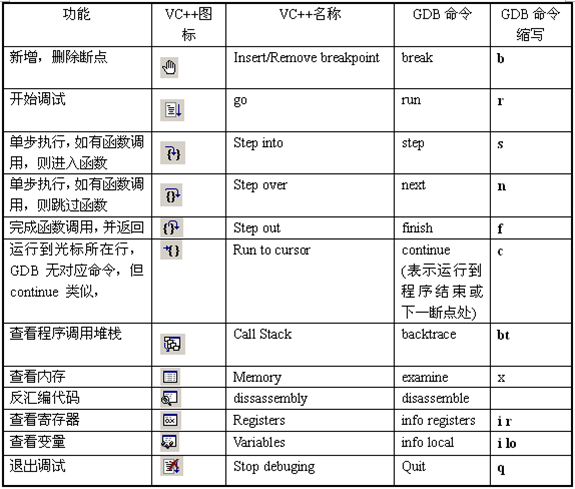 功能 VC++图标 VC++名称 GDB 命令 GDB 命令缩写
新增，删除断点 Insert/Remove breakpoint break b
开始调试 go run r
单步执行，如有函数调用，则进入函数 Step into step s
单步执行，如有函数调用，则跳过函数 Step over next n
完成函数调用，并返回 Step out finish f
运行到光标所在行，GDB 无对应命令，但 continue 类似， Run to cursor continue (表示运行到程序结束或下一断点处) c
查看程序调用堆栈 Call Stack backtrace bt
查看内存 Memory examine x
反汇编代码 dissassembly disassemble
查看寄存器 Registers info registers i r
查看变量 Variables info local i lo
退出调试 Stop debuging Quit q